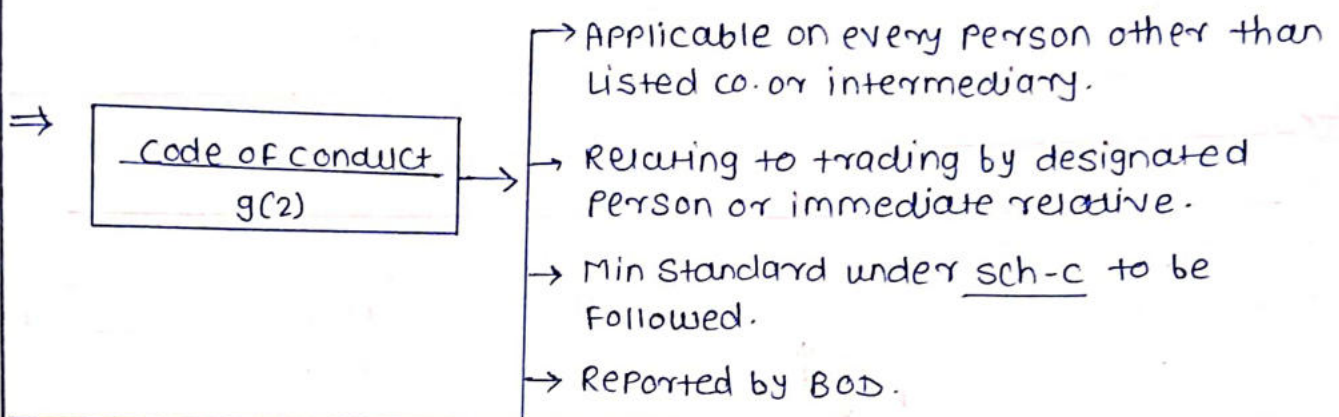 ⇒ Code of conduct
9(2)
→ Applicable on every person other than
Listed co. or intermediary.
→ Relating to trading by designated
Person or immediate relative.
→ Min Standard under sch-c to be
Followed.
→ Reported by BOD.